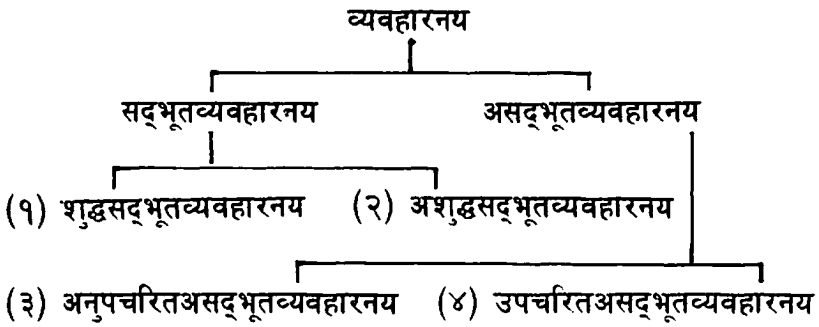 व्यवहारनय
सद्‌भूतव्यवहारनय असद्‌भूतव्यवहारनय
(१) शुद्धसद्‌भूतव्यवहारनय (२) अशुद्धसद्‌भूतव्यवहारनय
(३) अनुपचरितअसद्‌भूतव्यवहारनय (४) उपचरितअसद्‌भूतव्यवहारनय